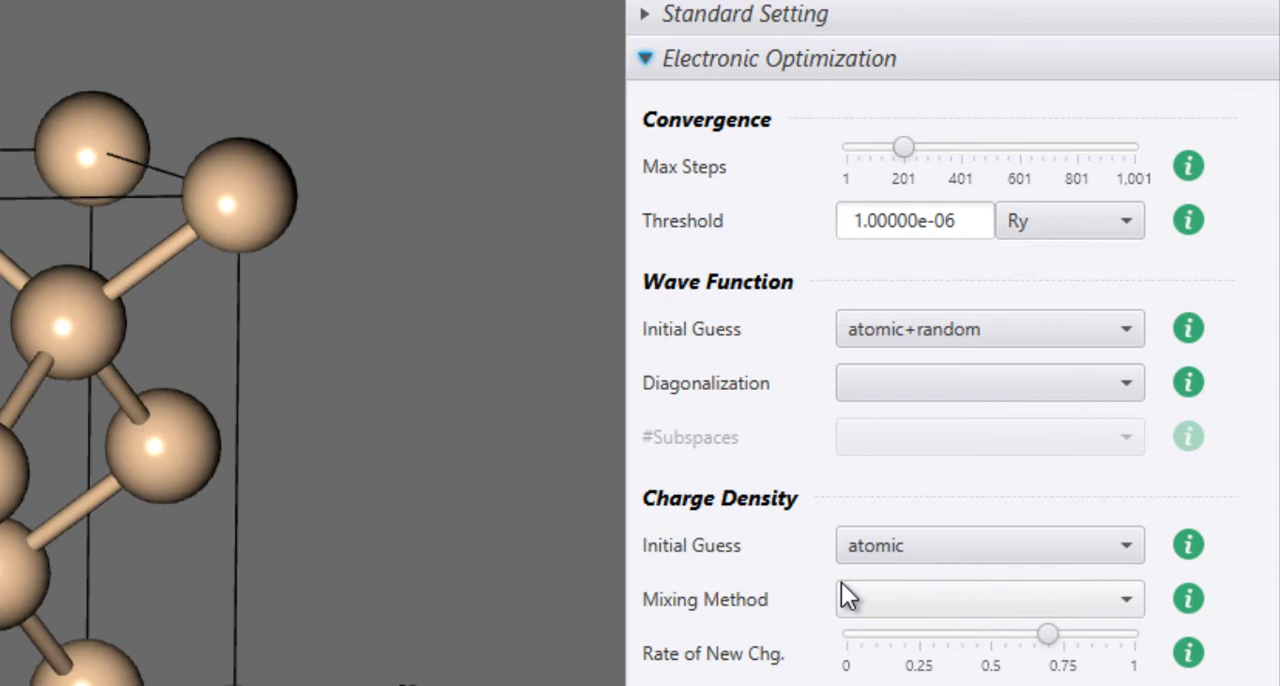 Standard Setting
Electronic Optimization
Convergence
Max Steps
1 201 401 601 801 1,001
Threshold 1.00000e-06 Ry
Wave Function
Initial Guess atomic+random
Diagonalization
#Subspaces
Charge Density
Initial Guess atomic
Mixing Method
Rate of New Chg.
0 0.25 0.5 0.75 1